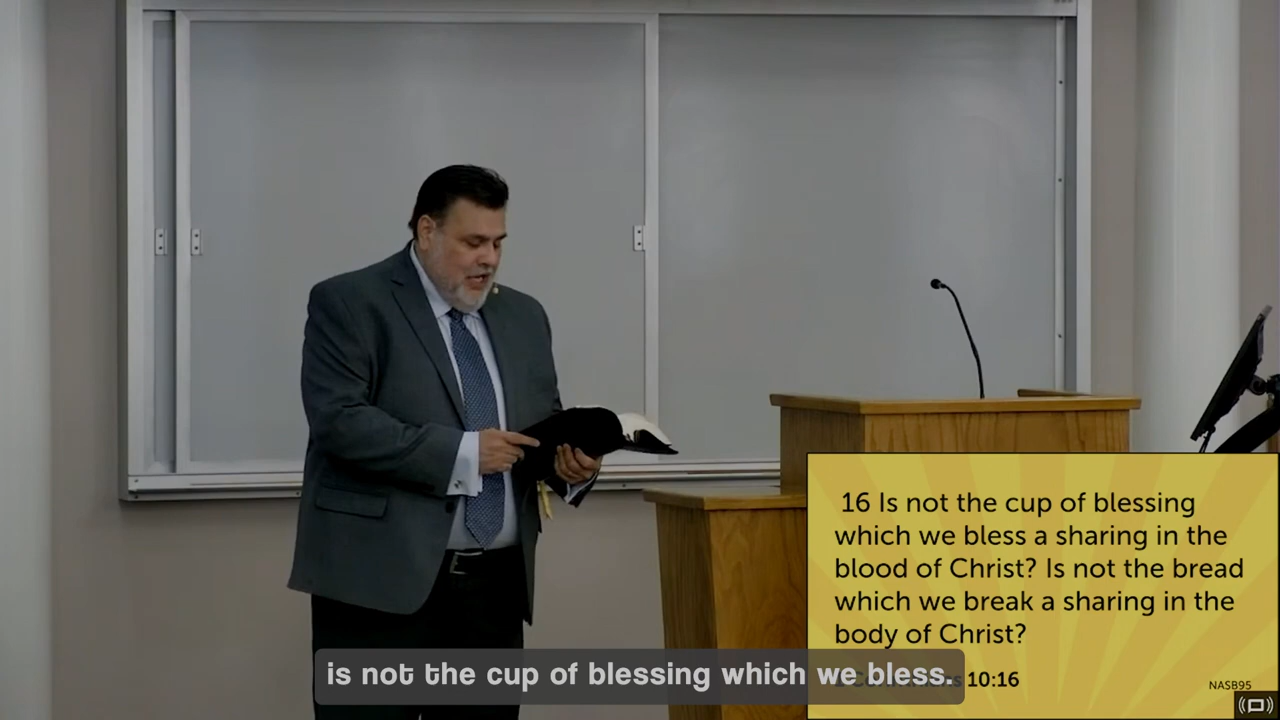 16 Is not the cup of blessing
which we bless a sharing in the
blood of Christ? Is not the bread
which we break a sharing in the
body of Christ?
10:16
NASB95
is not the cup of blessing which we bless.